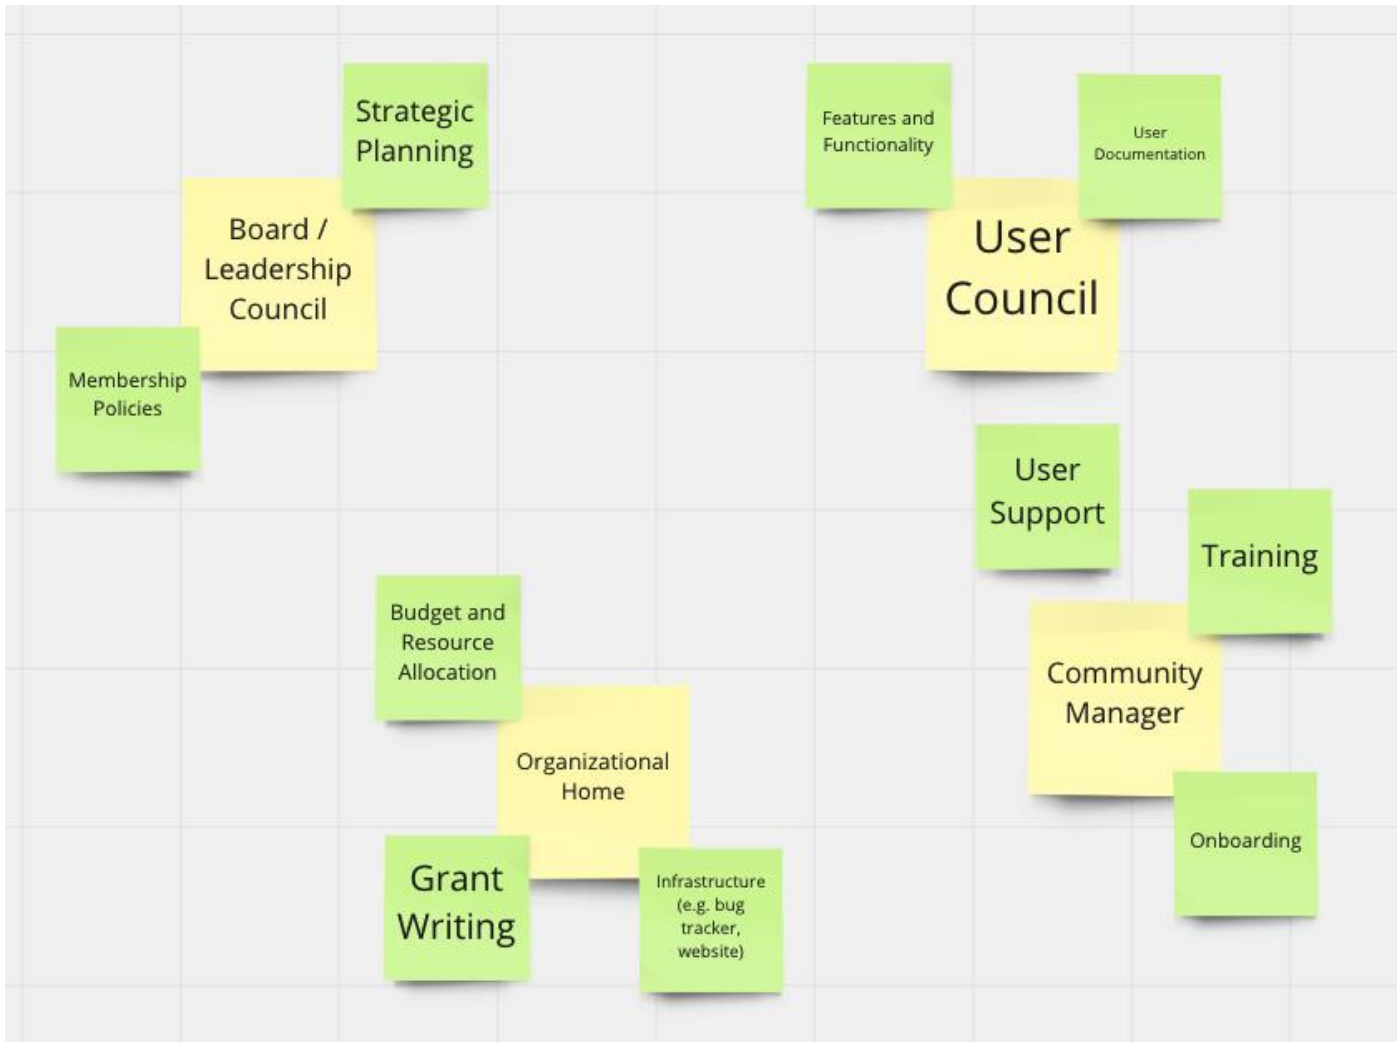 Strategic
Planning
Board /
Leadership
Council
Membership
Policies
Features and
Functionality
User
Documentation
User
Council
User
Support
Training
Community
Manager
Onboarding
Budget and
Resource
Allocation
Organizational
Home
Grant
Writing
Infrastructure
(e.g. bug
tracker,
website)